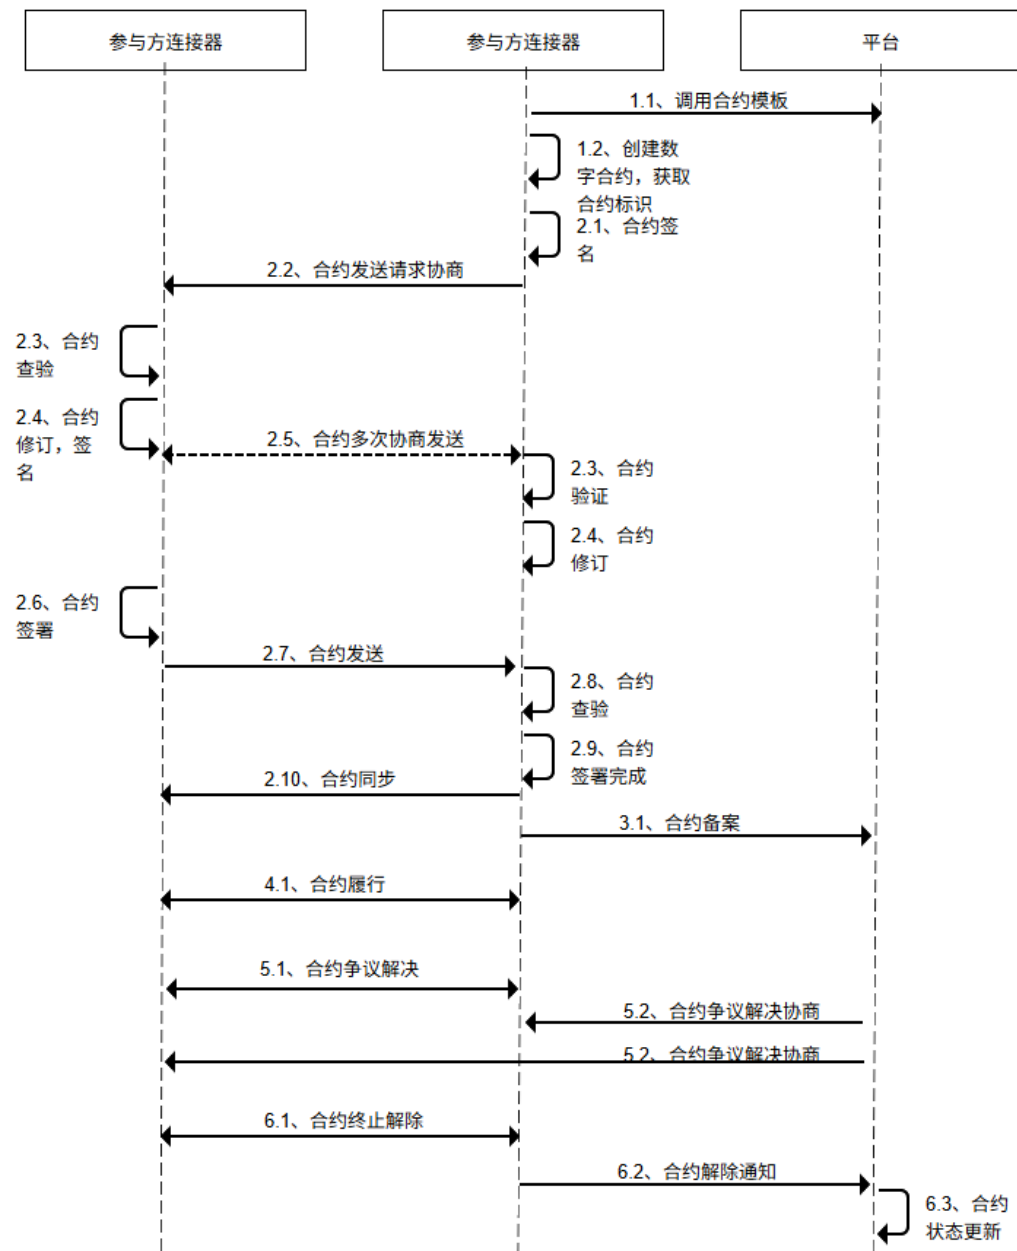 参与方连接器
参与方连接器
平台
1.1、调用合约模板
1.2、创建数
字合约，获取
合约标识
2.1、合约签
名
2.2、合约发送请求协商
2.3、合约
查验
2.4、合约
修订，签
名
2.5、合约多次协商发送
2.3、合约
验证
2.4、合约
修订
2.6、合约
签署
2.7、合约发送
2.8、合约
查验
2.9、合约
签署完成
2.10、合约同步
3.1、合约备案
4.1、合约履行
5.1、合约争议解决
5.2、合约争议解决协商
5.2、合约争议解决协商
6.1、合约终止解除
6.2、合约解除通知
6.3、合约
状态更新